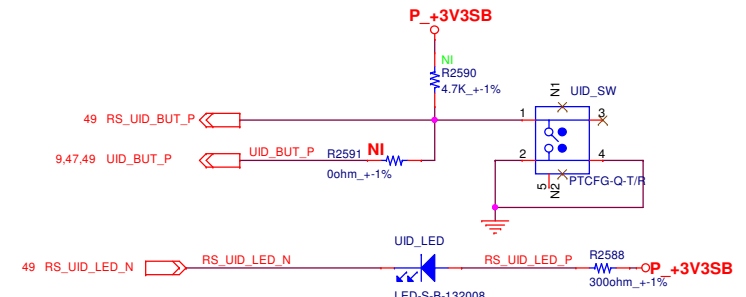 P_+3V3SB
NI
R2590
4.7K_+-1%
N1
UID_SW
49 RS_UID_BUT_P
1
3
9,47,49 UID_BUT_P
UID_BUT_P
R2591
NI
0ohm_+-1%
2
4
5
N2
PTCFG-Q-T/R
UID_LED
49 RS_UID_LED_N
RS_UID_LED_N
RS_UID_LED_P
R2588
P_+3V3SB
300ohm_+-1%
LED-S-B-132008